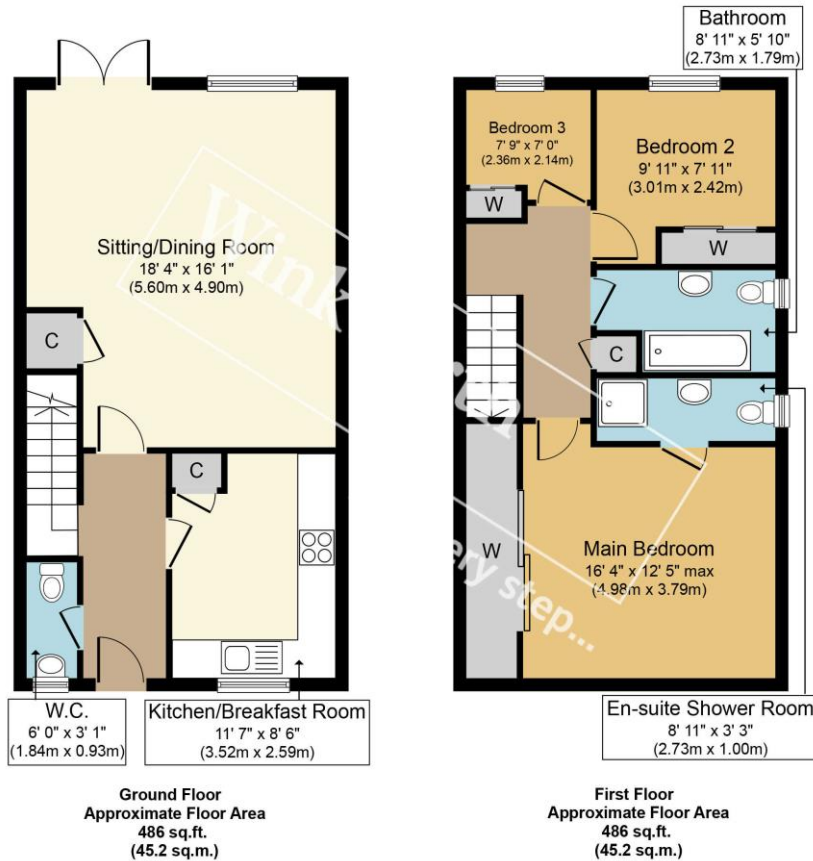 Bathroom
8' 11" x 5' 10"
(2.73m x 1.79m)
Bedroom 3
7' 9" x 7' 0"
(2.36m x 2.14m)
Bedroom 2
9' 11" x 7' 11"
(3.01m x 2.42m)
W
W
Sitting/Dining Room
18' 4" x 16' 1"
(5.60m x 4.90m)
Wink
C
C
C
W
Main Bedroom
16' 4" x 12' 5" max
(4.98m x 3.79m)
step...
W.C.
6' 0" x 3' 1"
(1.84m x 0.93m)
Kitchen/Breakfast Room
11' 7" x 8' 6"
(3.52m x 2.59m)
En-suite Shower Room
8' 11" x 3' 3"
(2.73m x 1.00m)
Ground Floor
Approximate Floor Area
486 sq.ft.
(45.2 sq.m.)
First Floor
Approximate Floor Area
486 sq.ft.
(45.2 sq.m.)